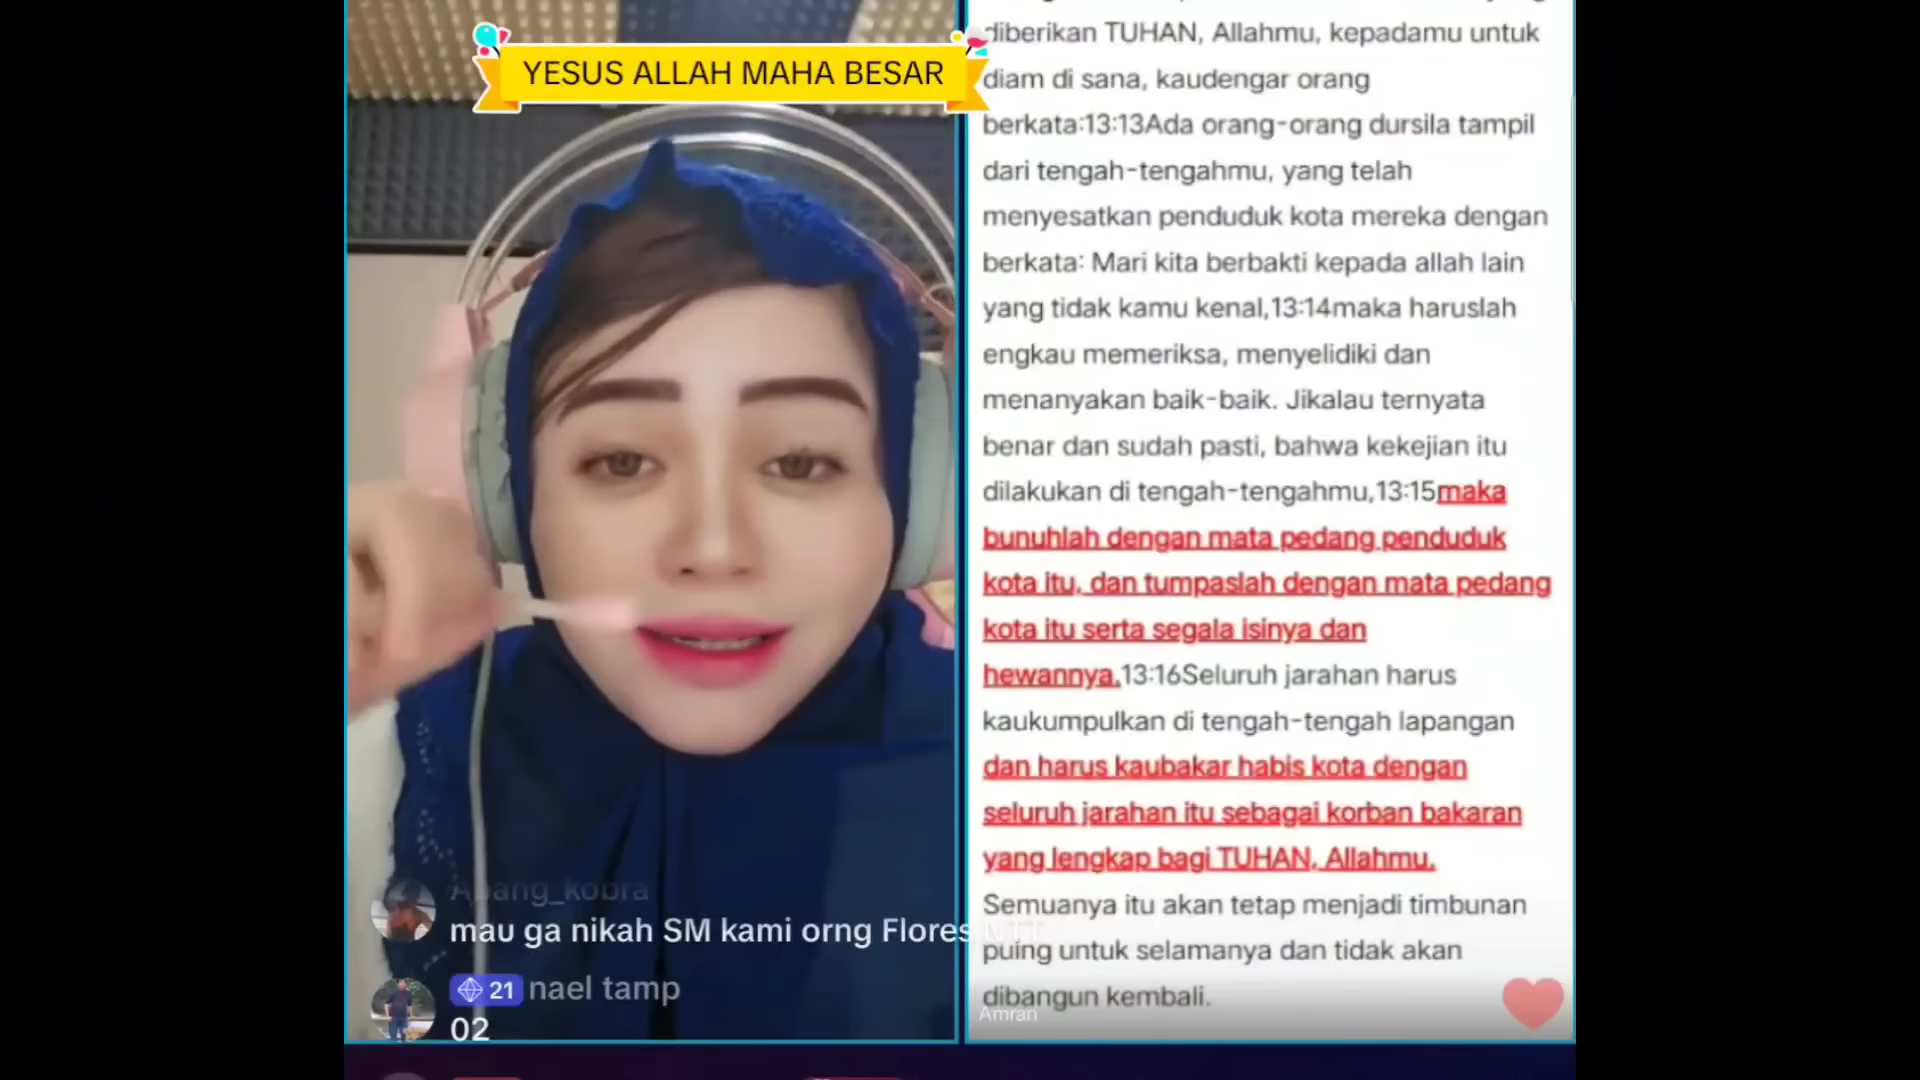 YESUS ALLAH MAHA BESAR
diberikan TUHAN, Allahmu, kepadamu untuk
diam di sana, kaudengar orang
berkata:13:13Ada orang-orang dursila tampil
dari tengah-tengahmu, yang telah
menyesatkan penduduk kota mereka dengan
berkata: Mari kita berbakti kepada allah lain
yang tidak kamu kenal,13:14maka haruslah
engkau memeriksa, menyelidiki dan
menanyakan baik-baik. Jikalau ternyata
benar dan sudah pasti, bahwa kekejian itu
dilakukan di tengah-tengahmu,13:15maka
bunuhlah dengan mata pedang penduduk
kota itu, dan tumpaslah dengan mata pedang
kota itu serta segala isinya dan
hewannya.13:16Seluruh jarahan harus
kaukumpulkan di tengah-tengah lapangan
dan harus kaubakar habis kota dengan
seluruh jarahan itu sebagai korban bakaran
yang lengkap bagi TUHAN, Allahmu.
Semuanya itu akan tetap menjadi timbunan
puing untuk selamanya dan tidak akan
dibangun kembali.
Amran
Abang_kobra
mau ga nikah SM kami orng Flores NTT
21 nael tamp
02